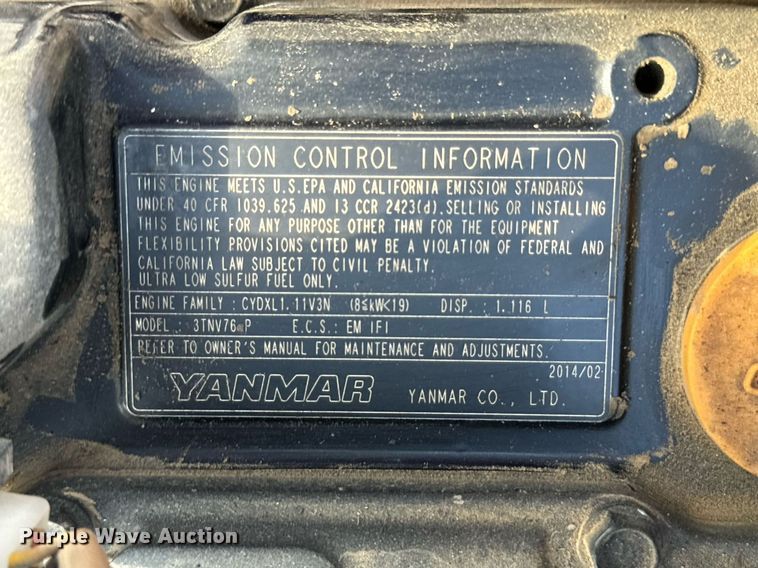 EMISSION CONTROL INFORMATION
THIS ENGINE MEETS U.S.EPA AND CALIFORNIA EMISSION STANDARDS
UNDER 40 CFR 1039.625 AND 13 CCR 2423(d). SELLING OR INSTALLING
THIS ENGINE FOR ANY PURPOSE OTHER THAN FOR THE EQUIPMENT
FLEXIBILITY PROVISIONS CITED MAY BE A VIOLATION OF FEDERAL AND
CALIFORNIA LAW SUBJECT TO CIVIL PENALTY.
ULTRA LOW SULFUR FUEL ONLY.
ENGINE FAMILY : CYDXL1.11V3N (8≤kW<19) DISP. : 1.116 L
MODEL : P E.C.S.: EM IFI
REFER TO OWNER'S MANUAL FOR MAINTENANCE AND ADJUSTMENTS.
2014/02
YANMAR YANMAR CO., LTD.
Purple Wave Auction